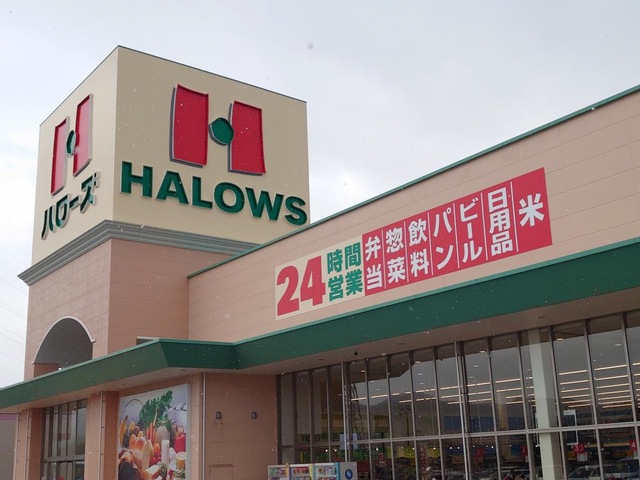 ハローズ
HALOWS
24時間営業
弁当
惣菜
飲料
パン
ビール
日用品
米